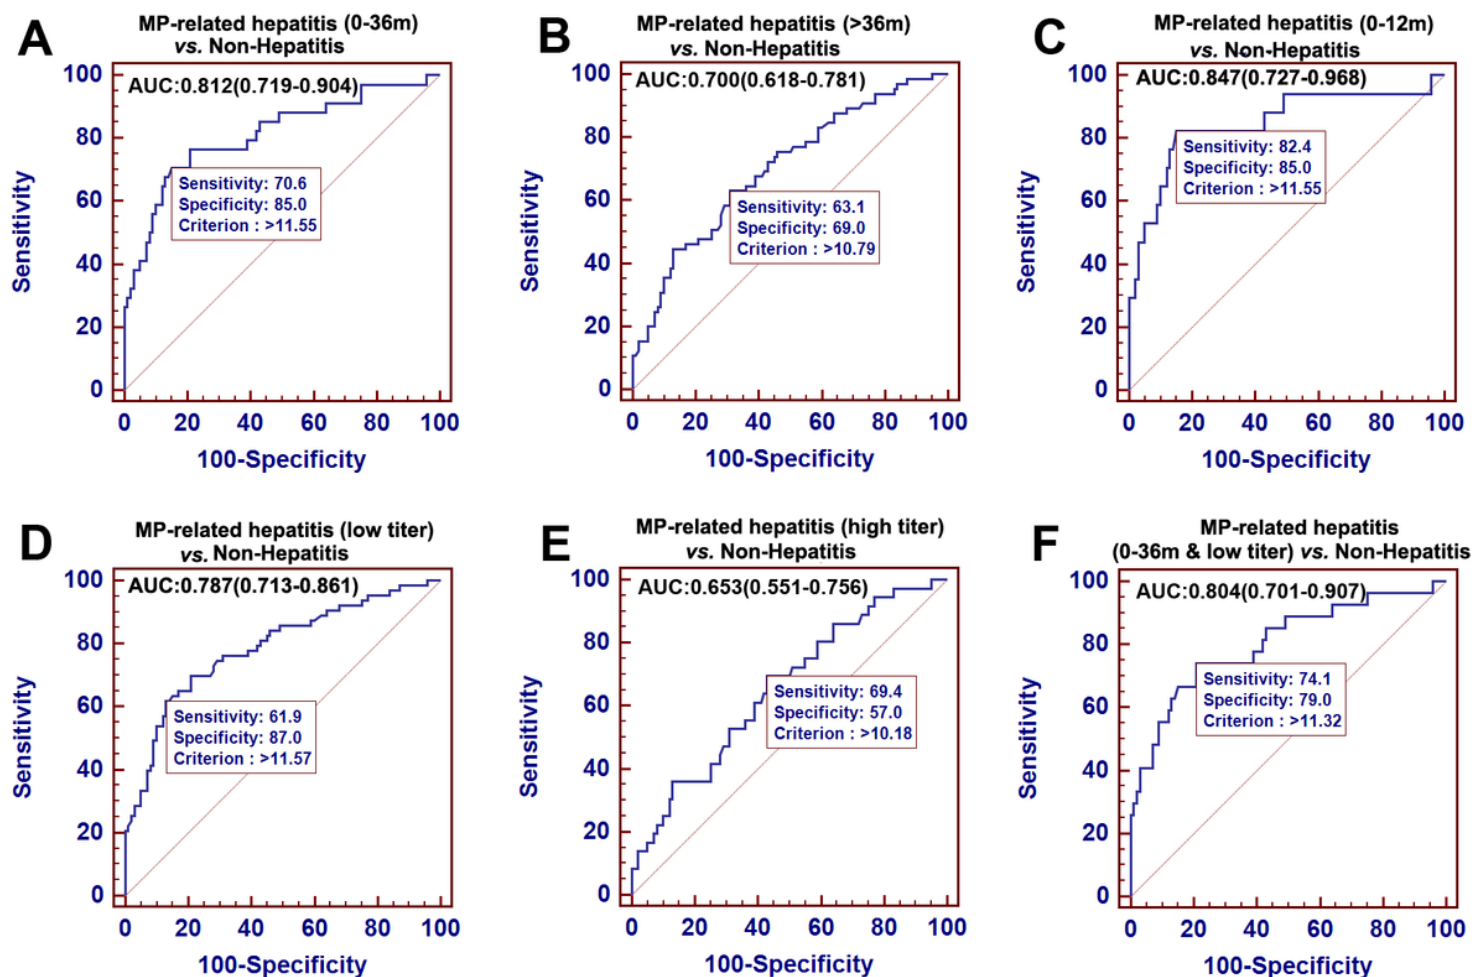 A
MP-related hepatitis (0-36m)
vs. Non-Hepatitis
AUC:0.812(0.719-0.904)
100
80
60
40
20
0
Sensitivity
Sensitivity: 70.6
Specificity: 85.0
Criterion : >11.55
0 20 40 60 80 100
100-Specificity
B
MP-related hepatitis (>36m)
vs. Non-Hepatitis
AUC:0.700(0.618-0.781)
100
80
60
40
20
0
Sensitivity
Sensitivity: 63.1
Specificity: 69.0
Criterion : >10.79
0 20 40 60 80 100
100-Specificity
C
MP-related hepatitis (0-12m)
vs. Non-Hepatitis
AUC:0.847(0.727-0.968)
100
80
60
40
20
0
Sensitivity
Sensitivity: 82.4
Specificity: 85.0
Criterion : >11.55
0 20 40 60 80 100
100-Specificity
D
MP-related hepatitis (low titer)
vs. Non-Hepatitis
AUC:0.787(0.713-0.861)
100
80
60
40
20
0
Sensitivity
Sensitivity: 61.9
Specificity: 87.0
Criterion : >11.57
0 20 40 60 80 100
100-Specificity
E
MP-related hepatitis (high titer)
vs. Non-Hepatitis
AUC:0.653(0.551-0.756)
100
80
60
40
20
0
Sensitivity
Sensitivity: 69.4
Specificity: 57.0
Criterion : >10.18
0 20 40 60 80 100
100-Specificity
F
MP-related hepatitis
(0-36m & low titer) vs. Non-Hepatitis
AUC:0.804(0.701-0.907)
100
80
60
40
20
0
Sensitivity
Sensitivity: 74.1
Specificity: 79.0
Criterion : >11.32
0 20 40 60 80 100
100-Specificity